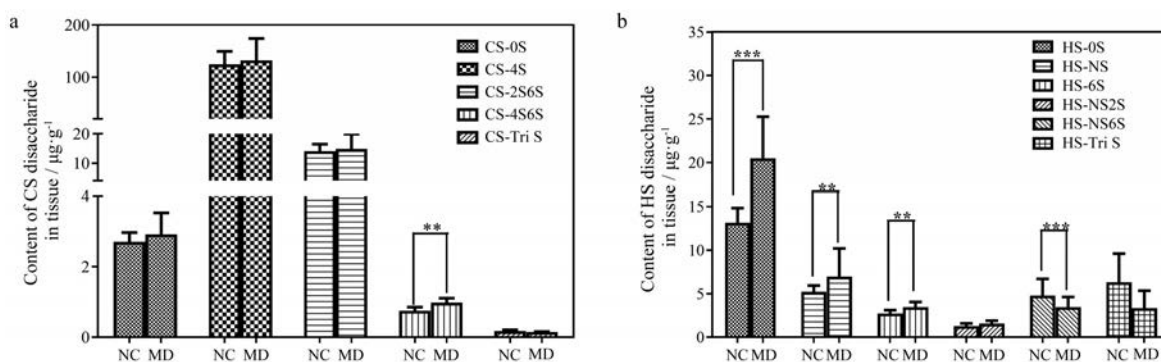 a
Content of CS disaccharide
in tissue / μg·g⁻¹
200
100
20
10
4
2
0
CS-0S
CS-4S
CS-2S6S
CS-4S6S
CS-Tri S
**
NC MD NC MD NC MD NC MD NC MD
b
Content of HS disaccharide
in tissue / μg·g⁻¹
35
30
25
20
15
10
5
0
HS-0S
HS-NS
HS-6S
HS-NS2S
HS-NS6S
HS-Tri S
***
**
**
***
NC MD NC MD NC MD NC MD NC MD NC MD